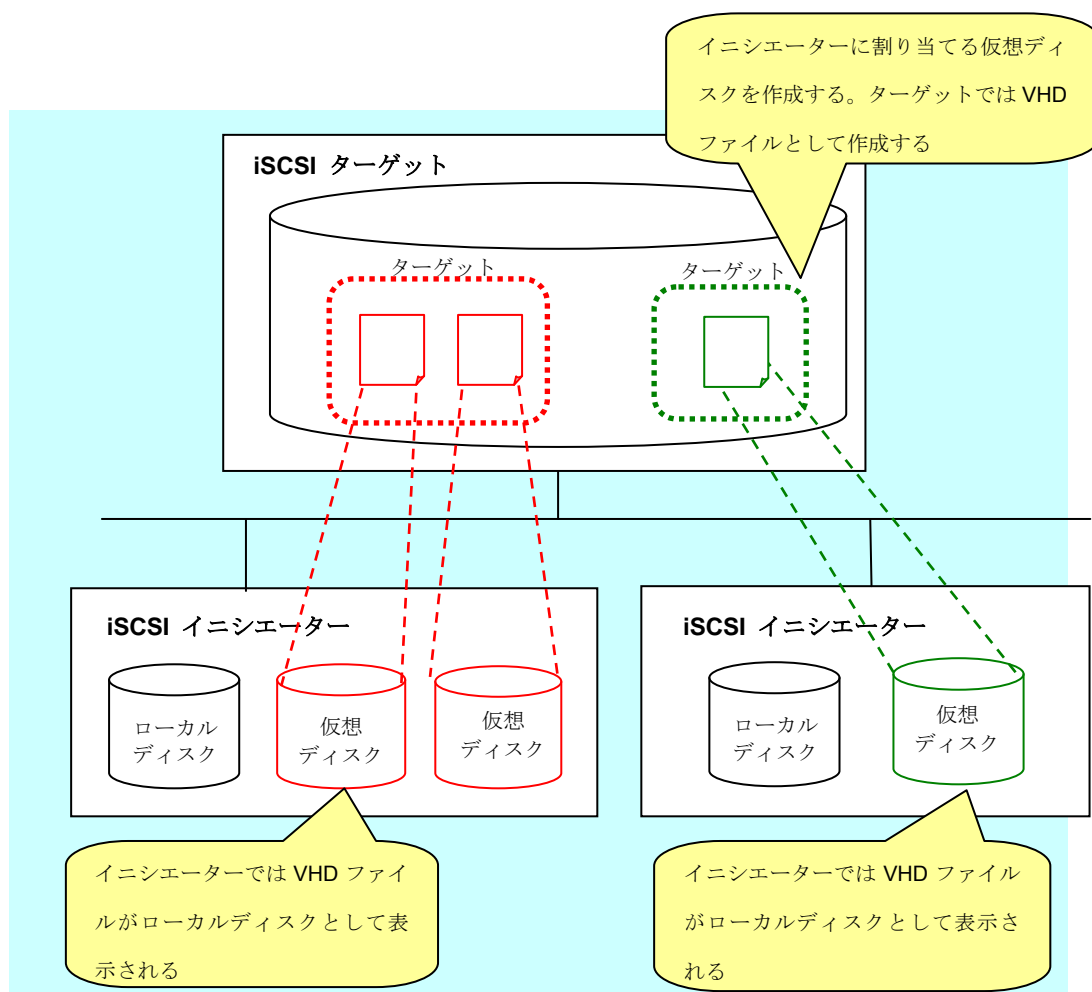 イニシエーターに割り当てる仮想ディ
スクを作成する。ターゲットでは VHD
ファイルとして作成する
iSCSI ターゲット
ターゲット
ターゲット
iSCSI イニシエーター
ローカル
ディスク
仮想
ディスク
仮想
ディスク
iSCSI イニシエーター
ローカル
ディスク
仮想
ディスク
イニシエーターでは VHD ファイ
ルがローカルディスクとして表
示される
イニシエーターでは VHD ファイル
がローカルディスクとして表示さ
れる